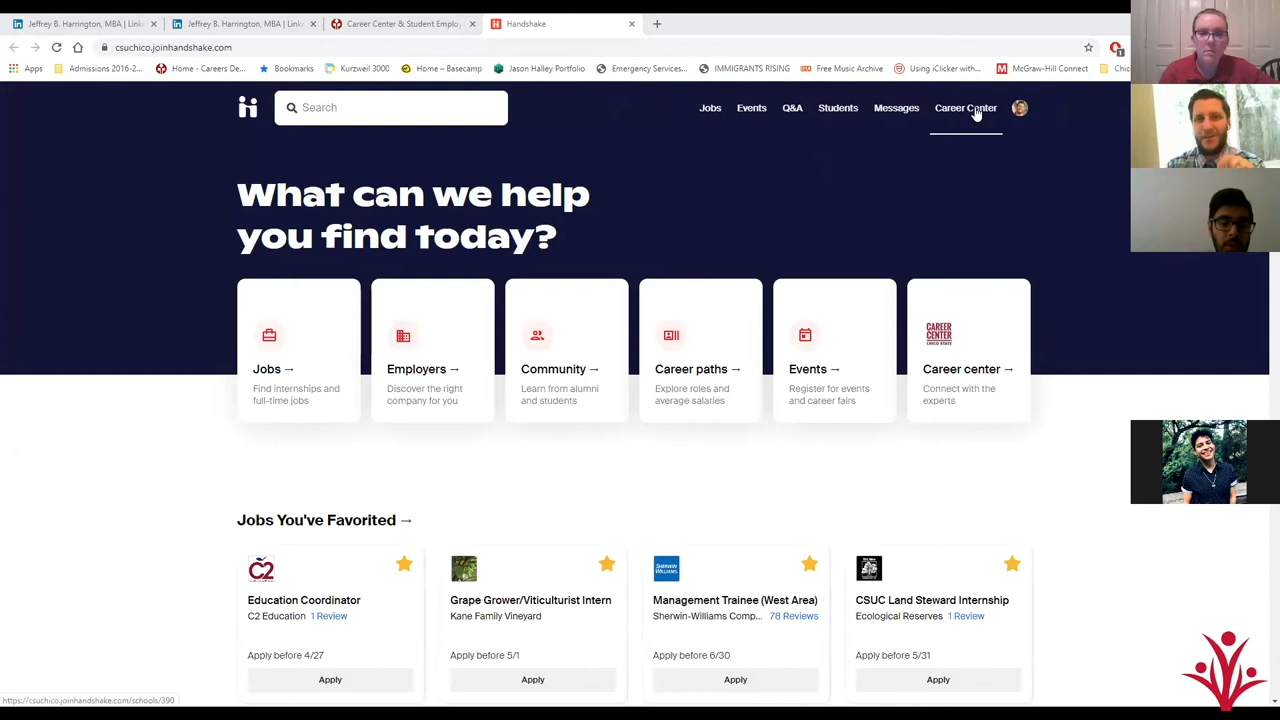 Jeffrey B. Harrington, MBA | Link
Jeffrey B. Harrington, MBA | Link
Career Center & Student Employ
Handshake
csuchico.joinhandshake.com
1
Apps
Admissions 2016-2...
Home - Careers De...
Bookmarks
Kurzweil 3000
Home – Basecamp
Jason Halley Portfolio
Emergency Services...
IMMIGRANTS RISING
Free Music Archive
Using iClicker with...
McGraw-Hill Connect
Chic
Search
Jobs
Events
Q&A
Students
Messages
Career Center
What can we help
you find today?
CAREER
CENTER
CHICO STATE
Jobs →
Employers →
Community →
Career paths →
Events →
Career center →
Find internships and
full-time jobs
Discover the right
company for you
Learn from alumni
and students
Explore roles and
average salaries
Register for events
and career fairs
Connect with the
experts
Jobs You've Favorited →
C2
SHERWIN
WILLIAMS
Education Coordinator
C2 Education 1 Review
Apply before 4/27
Apply
Grape Grower/Viticulturist Intern
Kane Family Vineyard
Apply before 5/1
Apply
Management Trainee (West Area)
Sherwin-Williams Comp... 78 Reviews
Apply before 6/30
Apply
CSUC Land Steward Internship
Ecological Reserves 1 Review
Apply before 5/31
Apply
https://csuchico.joinhandshake.com/schools/390